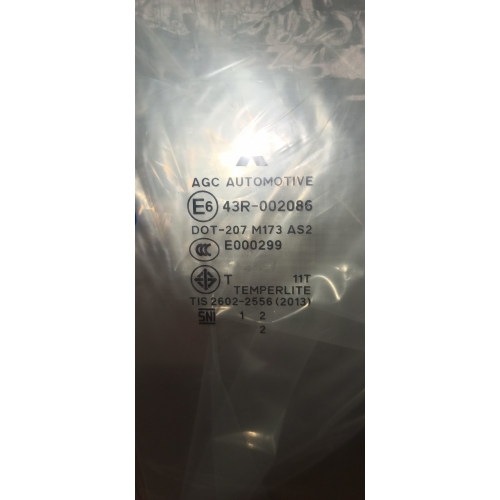 AGC AUTOMOTIVE
E6 43R-002086
DOT-207 M173 AS2
CCC E000299
T 11T
TEMPERLITE
TIS 2602-2556 (2013)
SNI 1 2
2